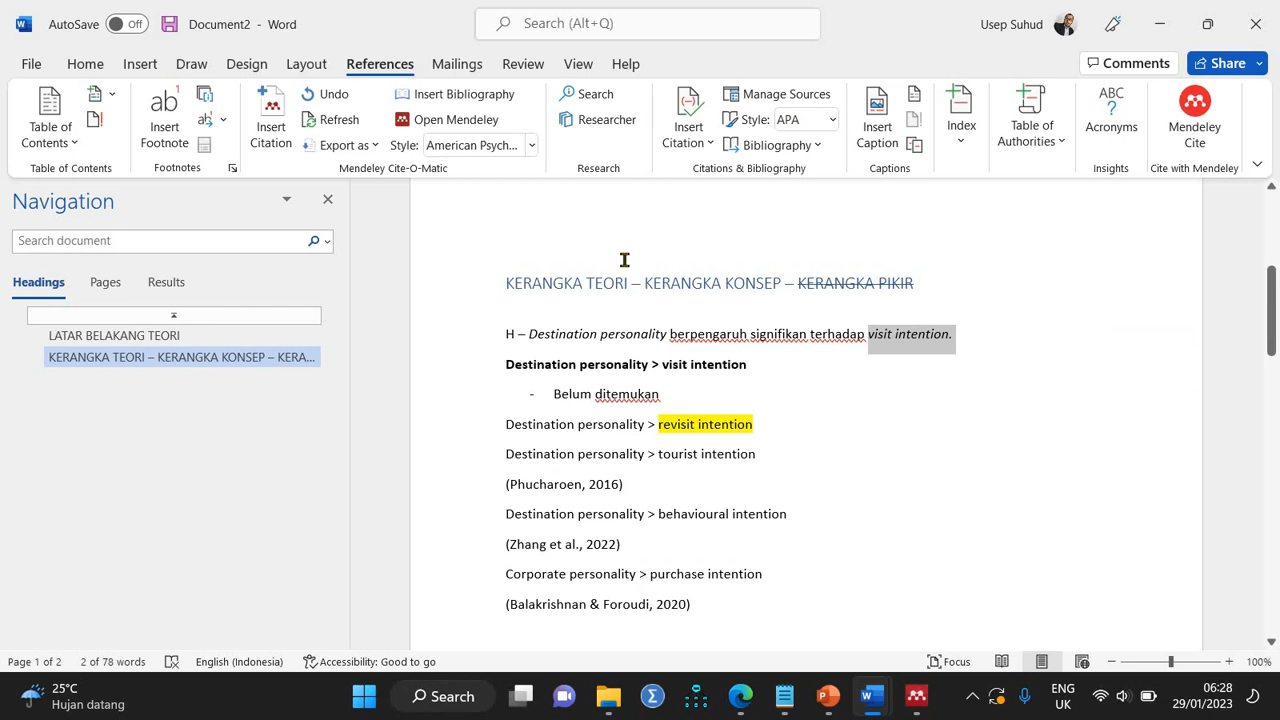 AutoSave Off Document2 - Word Search (Alt+Q) Usep Suhud
File Home Insert Draw Design Layout References Mailings Review View Help Comments Share
Table of Contents
ab
Insert Footnote
Insert Citation
Undo
Refresh
Export as
Insert Bibliography
Open Mendeley
Style: American Psych...
Search
Researcher
Insert Citation
Manage Sources
Style: APA
Bibliography
Insert Caption
Index
Table of Authorities
ABC
?
Acronyms
Mendeley Cite
Table of Contents Footnotes Mendeley Cite-O-Matic Research Citations & Bibliography Captions Insights Cite with Mendeley
Navigation
Search document
Headings Pages Results
LATAR BELAKANG TEORI
KERANGKA TEORI – KERANGKA KONSEP – KERA...
KERANGKA TEORI – KERANGKA KONSEP – KERANGKA PIKIR
H – Destination personality berpengaruh signifikan terhadap visit intention.
Destination personality > visit intention
- Belum ditemukan
Destination personality > revisit intention
Destination personality > tourist intention
(Phucharoen, 2016)
Destination personality > behavioural intention
(Zhang et al., 2022)
Corporate personality > purchase intention
(Balakrishnan & Foroudi, 2020)
Page 1 of 2 2 of 78 words English (Indonesia) Accessibility: Good to go Focus 100%
25°C
Hujan datang
Search
ENG
UK
06:28
29/01/2023